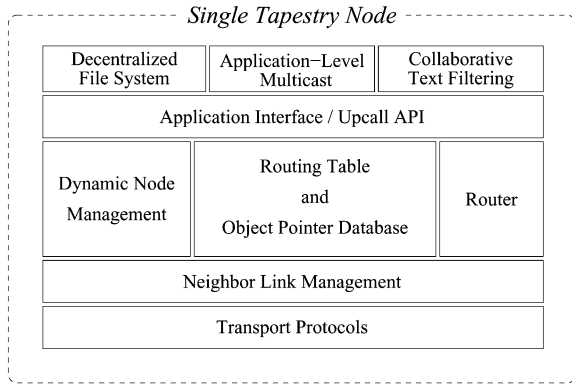 Single Tapestry Node
Decentralized
File System
Application−Level
Multicast
Collaborative
Text Filtering
Application Interface / Upcall API
Dynamic Node
Management
Routing Table
and
Object Pointer Database
Router
Neighbor Link Management
Transport Protocols